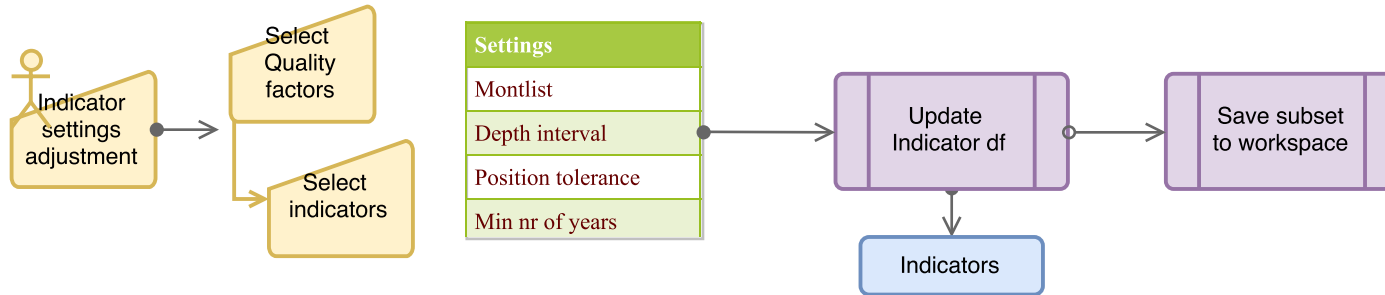 Indicator
settings
adjustment
Select
Quality
factors
Select
indicators
Settings
Montlist
Depth interval
Position tolerance
Min nr of years
Update
Indicator df
Indicators
Save subset
to workspace